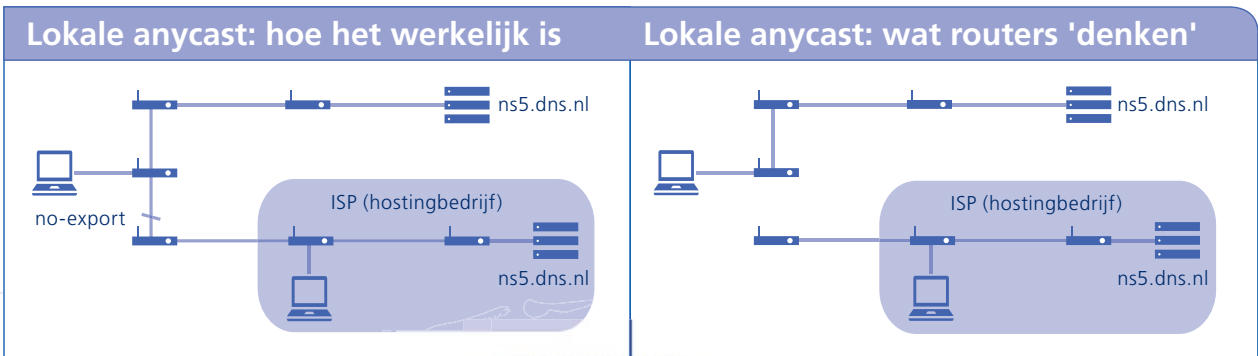 Lokale anycast: hoe het werkelijk is
ns5.dns.nl
no-export
ISP (hostingbedrijf)
ns5.dns.nl
Lokale anycast: wat routers 'denken'
ns5.dns.nl
ISP (hostingbedrijf)
ns5.dns.nl